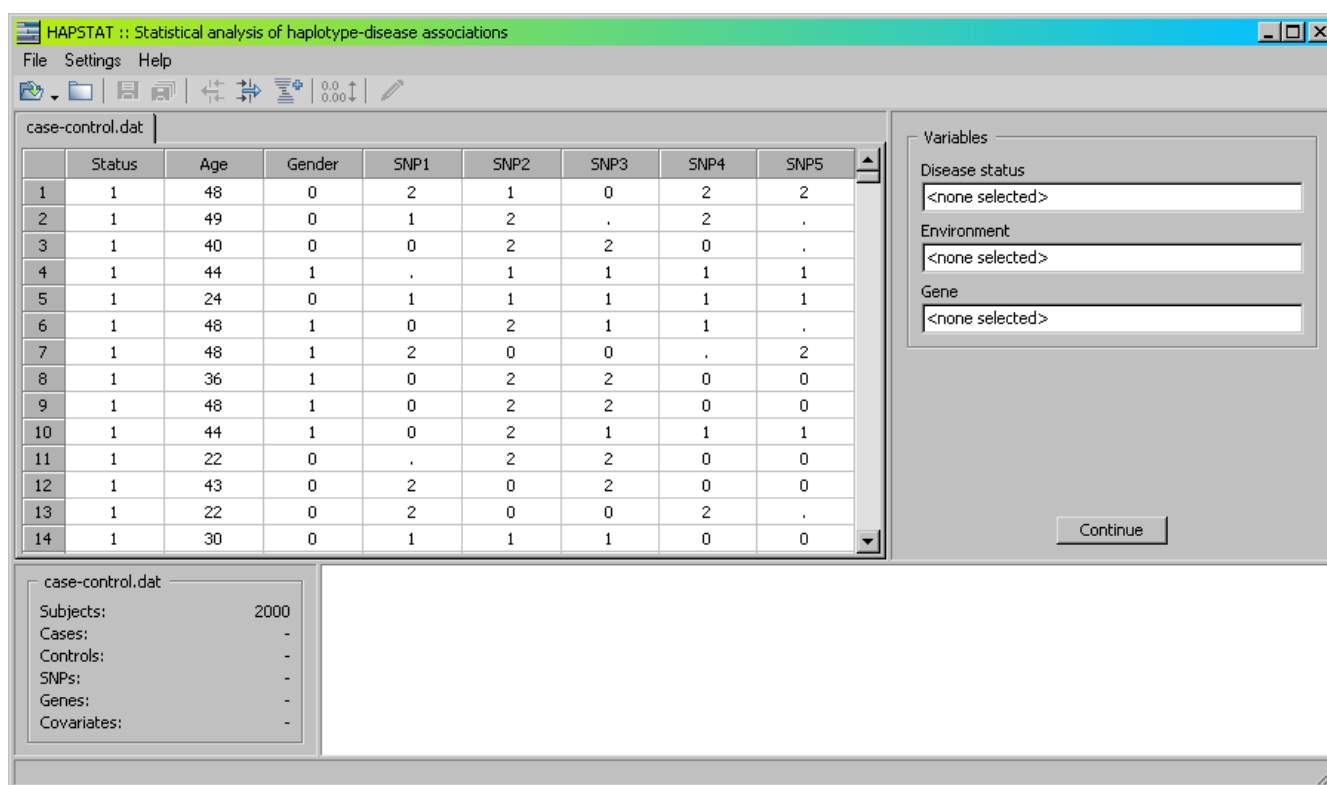 HAPSTAT :: Statistical analysis of haplotype-disease associations
File Settings Help
0.0
0.00
case-control.dat
Status Age Gender SNP1 SNP2 SNP3 SNP4 SNP5
1 1 48 0 2 1 0 2 2
2 1 49 0 1 2 . 2 .
3 1 40 0 0 2 2 0 .
4 1 44 1 . 1 1 1 1
5 1 24 0 1 1 1 1 1
6 1 48 1 0 2 1 1 .
7 1 48 1 2 0 0 . 2
8 1 36 1 0 2 2 0 0
9 1 48 1 0 2 2 0 0
10 1 44 1 0 2 1 1 1
11 1 22 0 . 2 2 0 0
12 1 43 0 2 0 2 0 0
13 1 22 0 2 0 0 2 .
14 1 30 0 1 1 1 0 0
Variables
Disease status
<none selected>
Environment
<none selected>
Gene
<none selected>
Continue
case-control.dat
Subjects: 2000
Cases: -
Controls: -
SNPs: -
Genes: -
Covariates: -